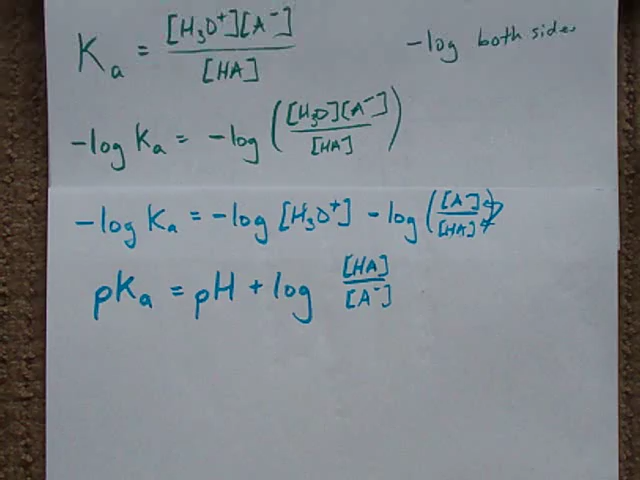 Ka = [H₃O⁺][A⁻] / [HA]
-log both sides
-log Ka = -log ([H₃O][A⁻] / [HA])
-log Ka = -log [H₃O⁺] - log ([A⁻] / [HA])
pKa = pH + log [HA] / [A⁻]